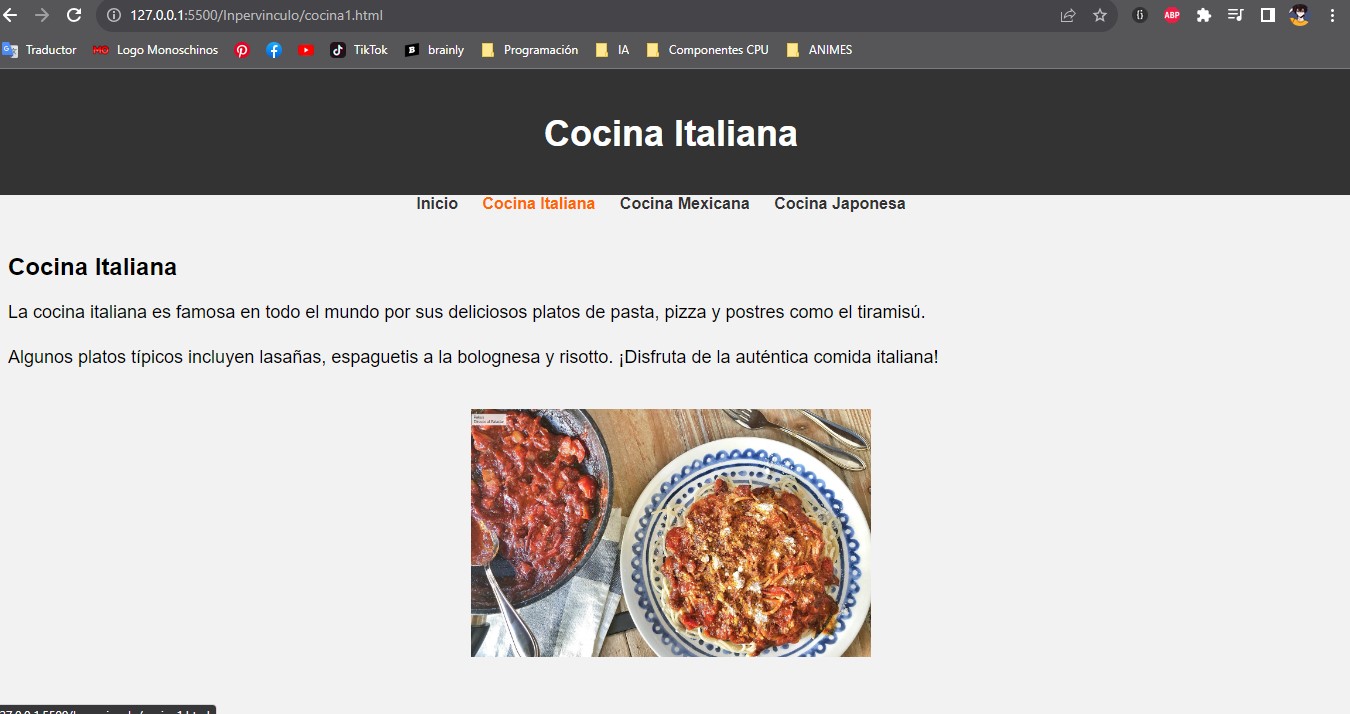 127.0.0.1:5500/Inpervinculo/cocina1.html
ABP
Traductor MG Logo Monoschinos TikTok B brainly Programación IA Componentes CPU ANIMES
Cocina Italiana
Inicio Cocina Italiana Cocina Mexicana Cocina Japonesa
Cocina Italiana
La cocina italiana es famosa en todo el mundo por sus deliciosos platos de pasta, pizza y postres como el tiramisú.
Algunos platos típicos incluyen lasañas, espaguetis a la bolognesa y risotto. ¡Disfruta de la auténtica comida italiana!